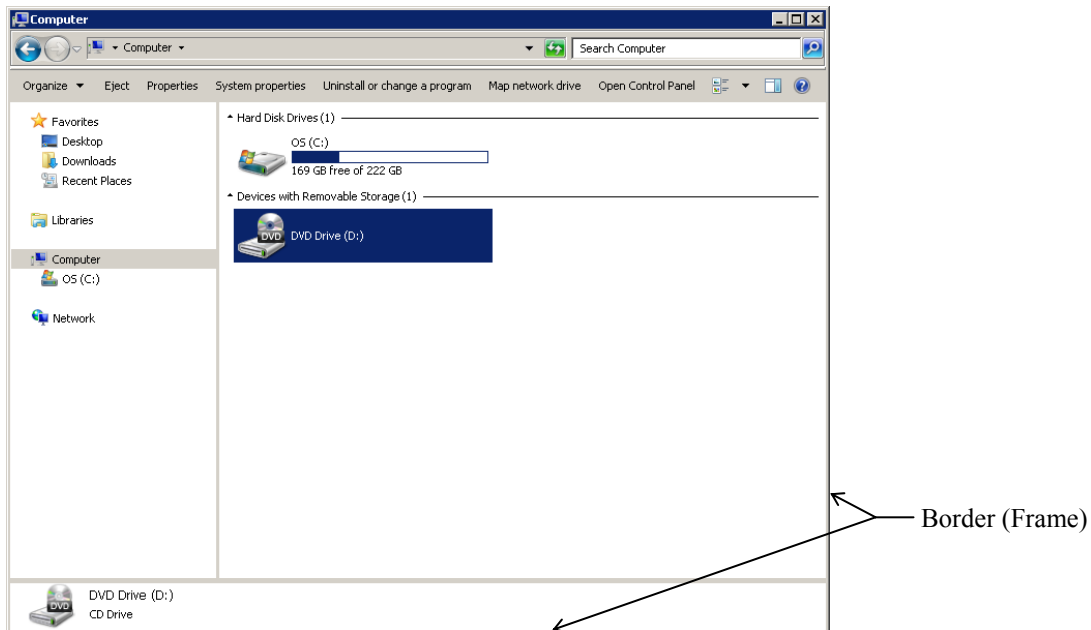 Computer
Computer
Search Computer
Organize Eject Properties System properties Uninstall or change a program Map network drive Open Control Panel
Favorites
Desktop
Downloads
Recent Places
Libraries
Computer
OS (C:)
Network
Hard Disk Drives (1)
OS (C:)
169 GB free of 222 GB
Devices with Removable Storage (1)
DVD
DVD Drive (D:)
Border (Frame)
DVD
DVD Drive (D:)
CD Drive